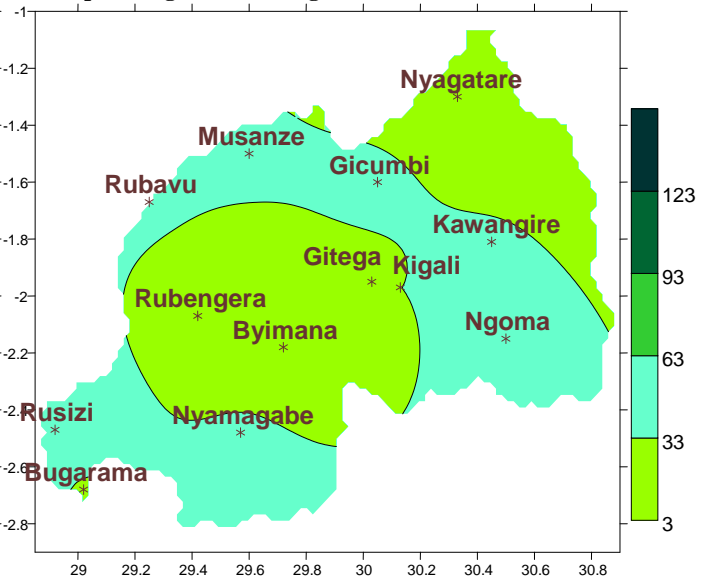 -1
-1.2
Nyagatare
-1.4
Musanze
Gicumbi
-1.6
Rubavu
Kawangire
123
-1.8
Gitega
Kigali
93
-2
Rubengera
Ngoma
Byimana
-2.2
63
-2.4
Rusizi
Nyamagabe
33
-2.6
Bugarama
-2.8
3
29 29.2 29.4 29.6 29.8 30 30.2 30.4 30.6 30.8